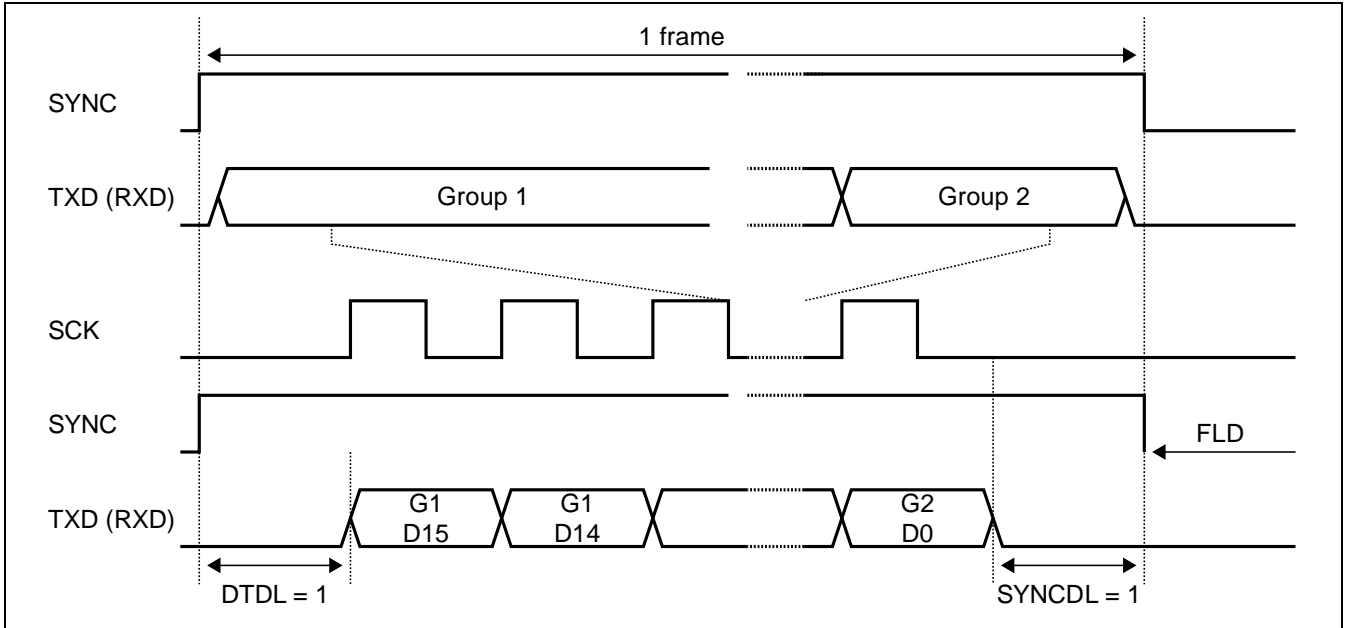 1 frame
SYNC
TXD (RXD)
Group 1
Group 2
SCK
SYNC
FLD
TXD (RXD)
G1
D15
G1
D14
G2
D0
DTDL = 1
SYNCDL = 1